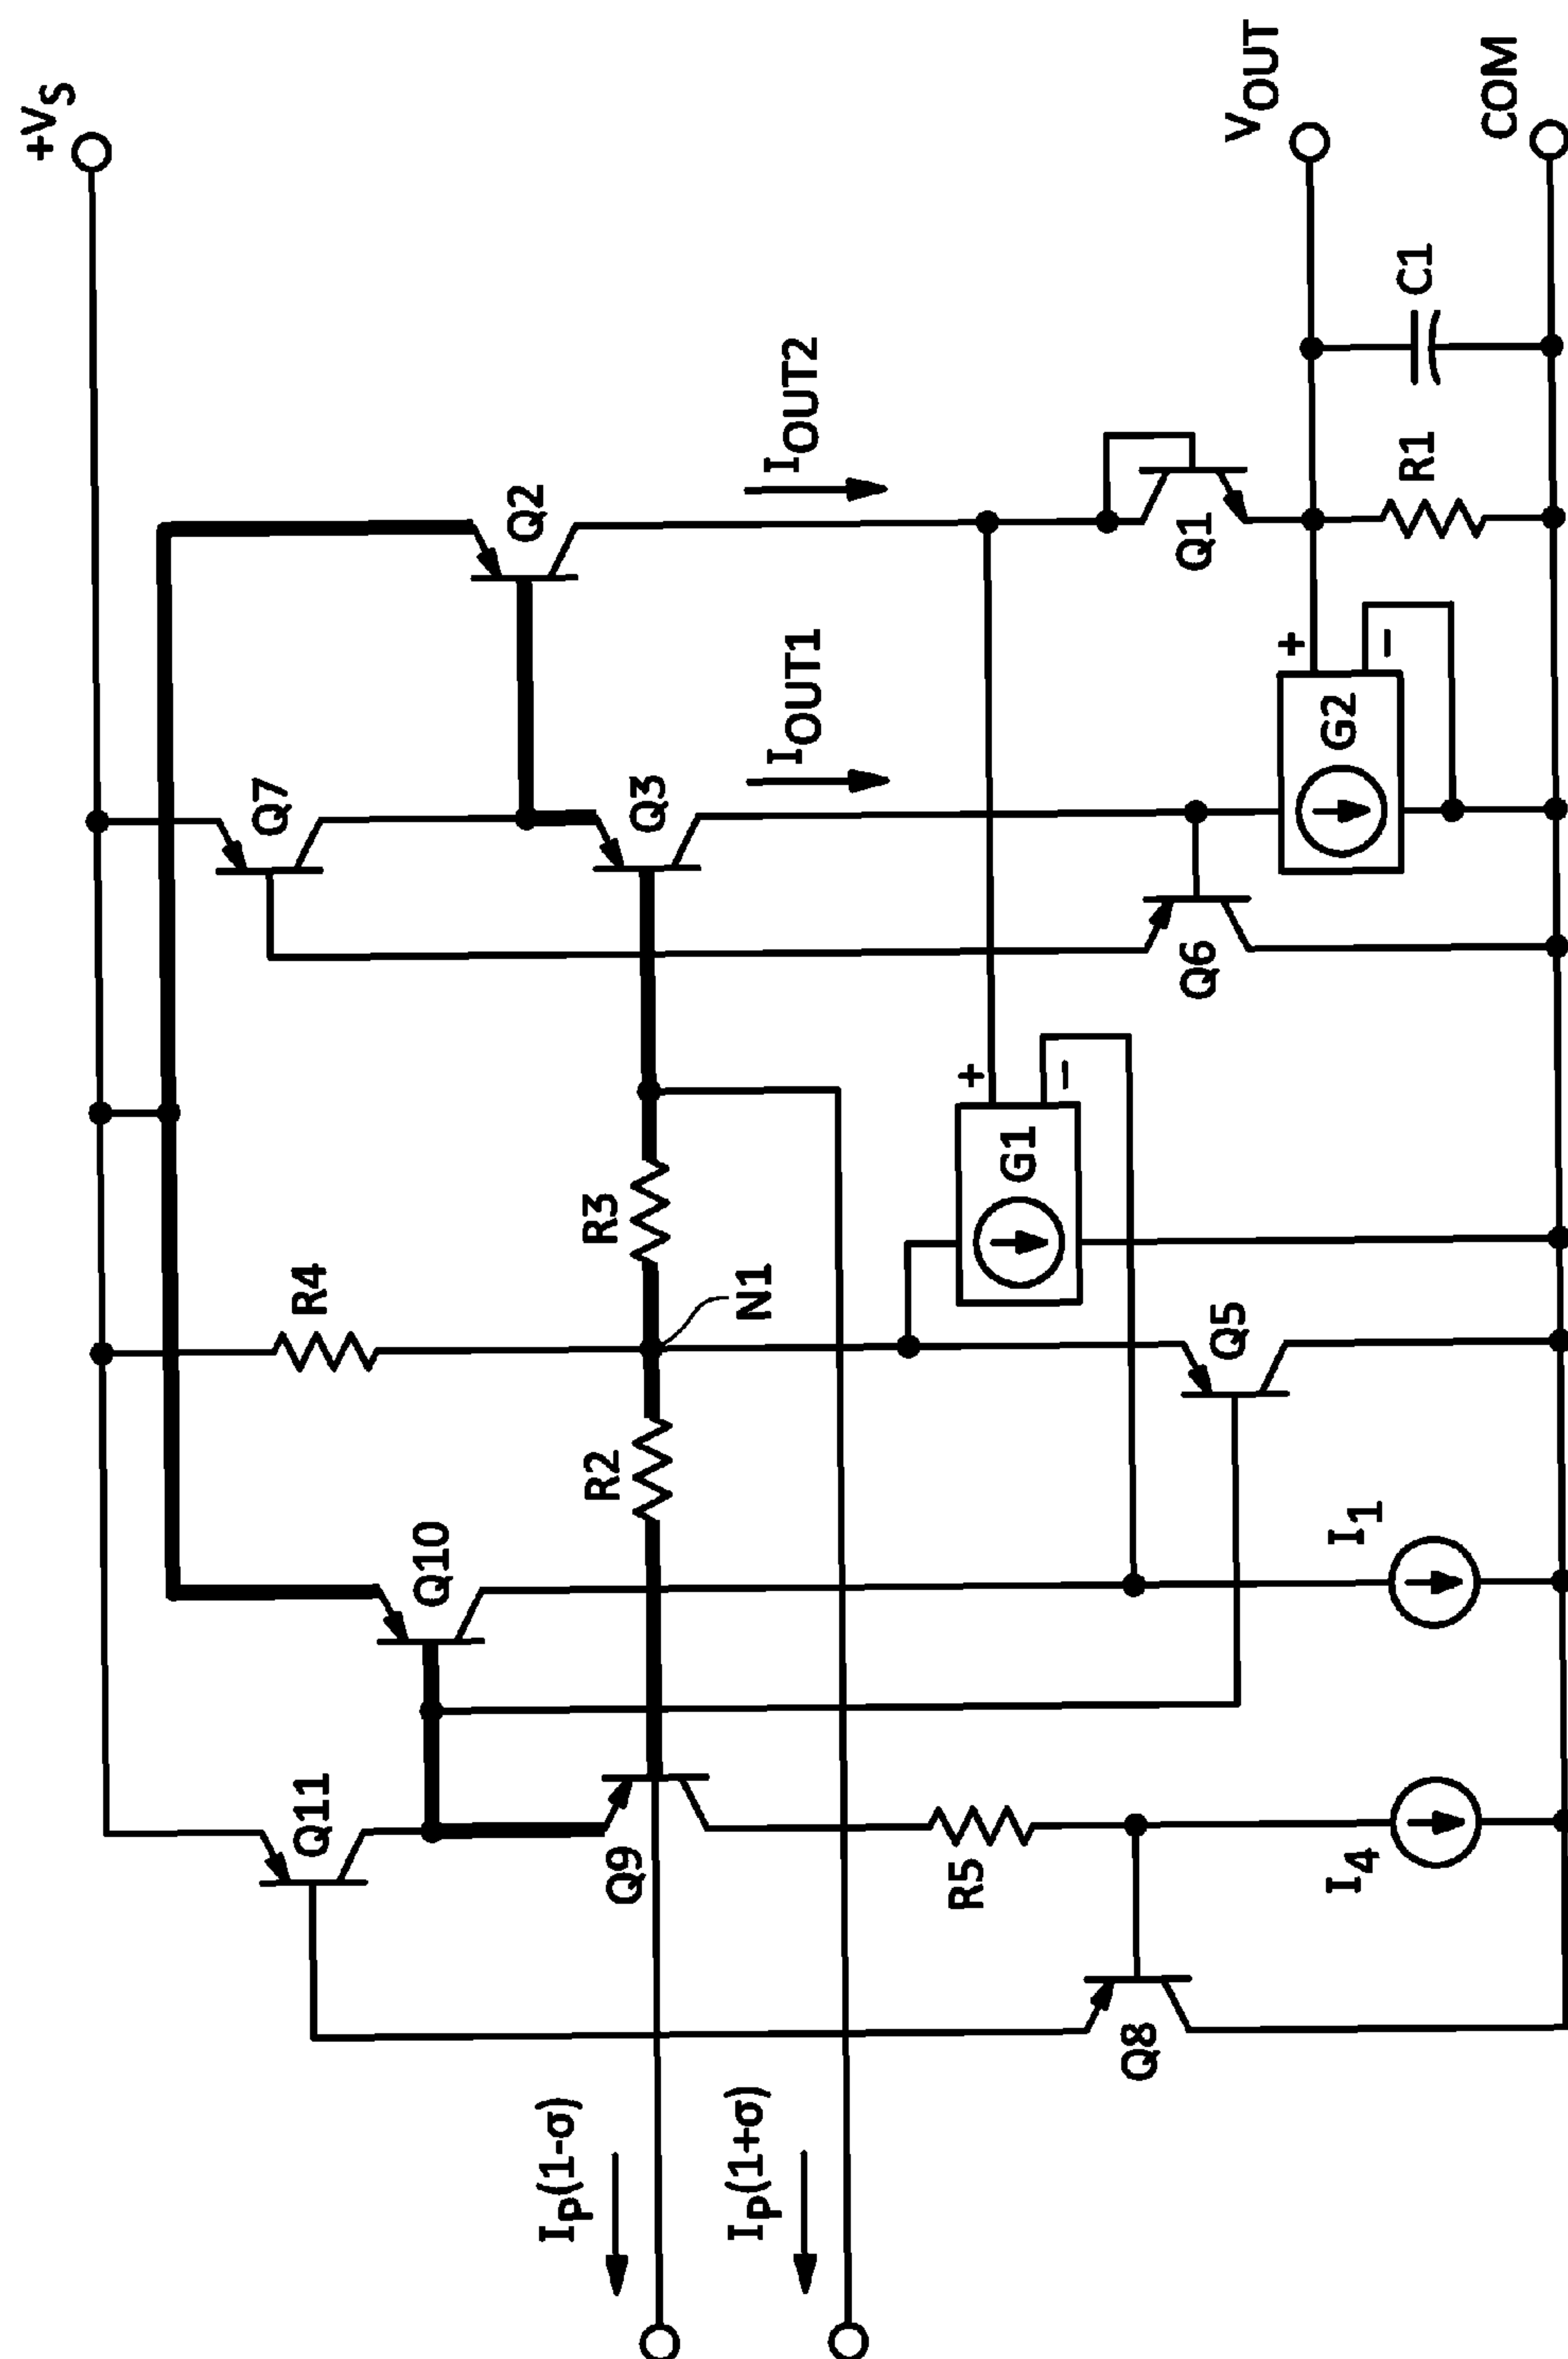 +VS
VOUT
COM
C1
IOUT2
Q2
R1
Q1
IOUT1
Q7
Q3
+
−
G2
Q6
+
−
G1
R3
R4
N1
Q5
R2
Q10
I1
Q11
Q9
R5
I4
Q8
IP(1-σ)
IP(1+σ)